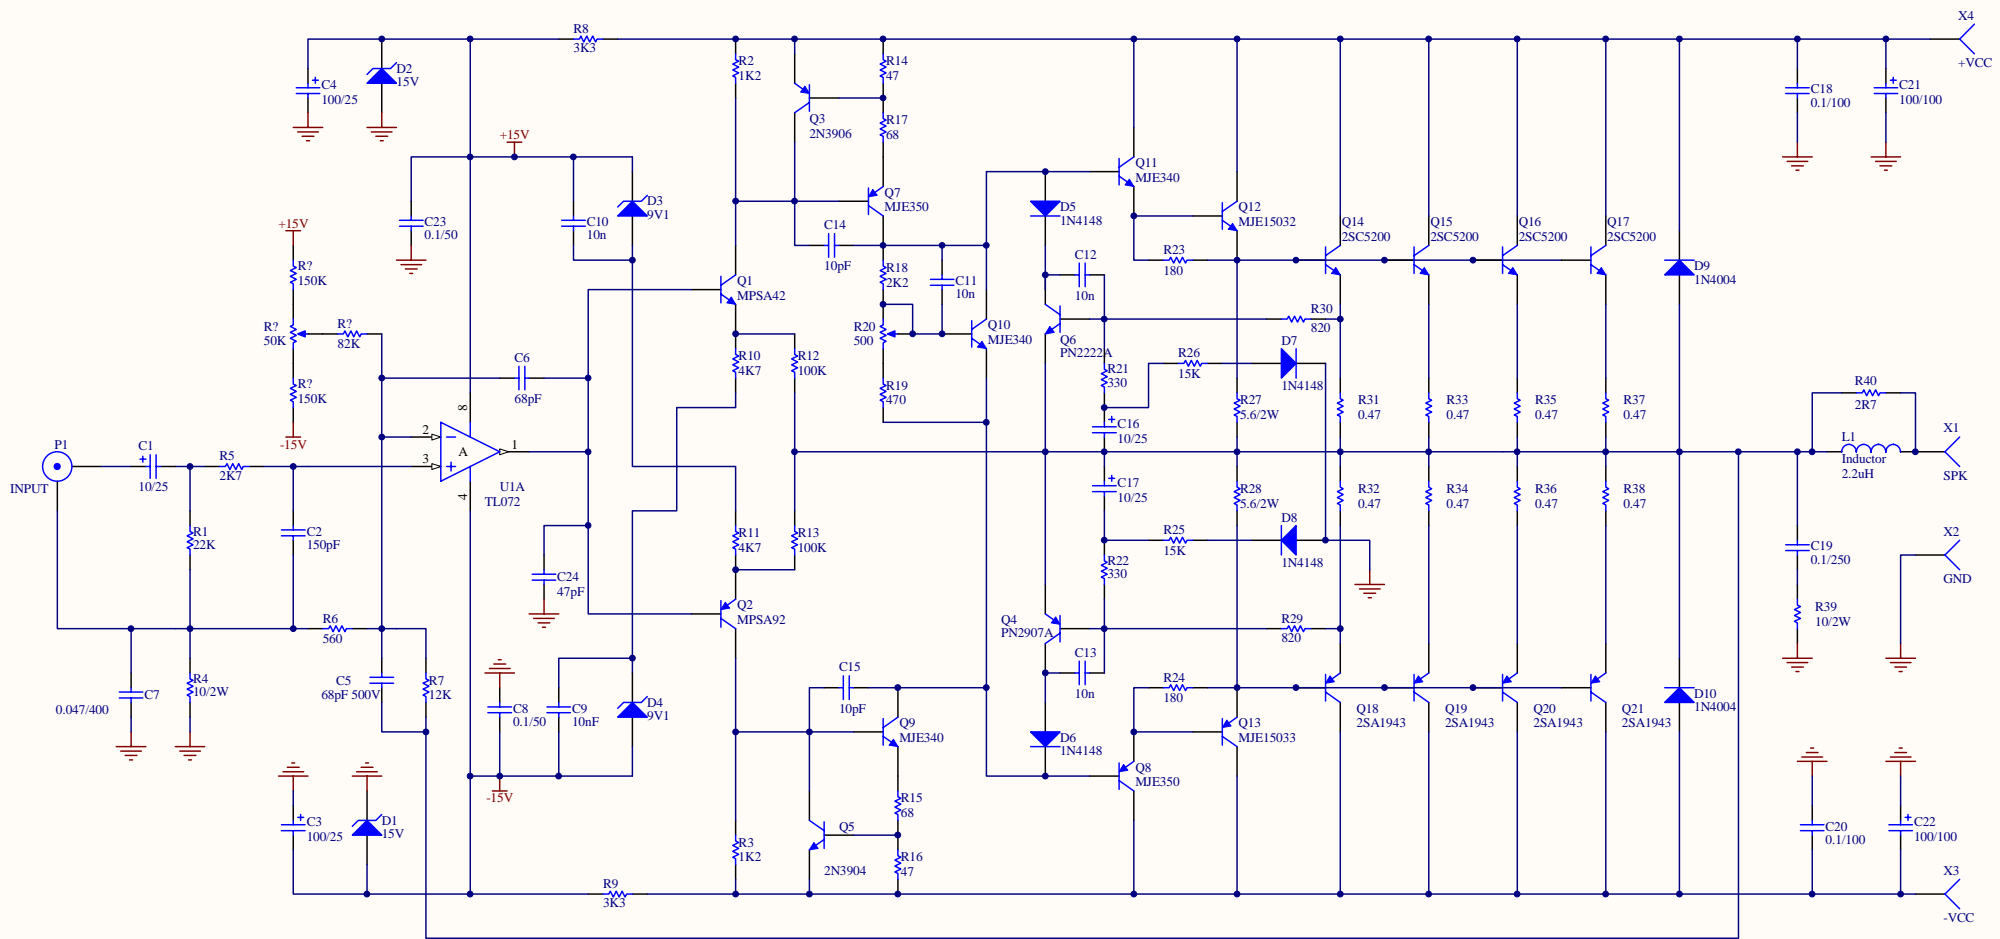 X4
+VCC
R8
3K3
D2
15V
C4
100/25
R2
1K2
R14
47
Q3
2N3906
R17
68
C18
0.1/100
C21
100/100
+15V
Q11
MJE340
Q7
MJE350
D3
9V1
C23
0.1/50
C10
10n
+15V
C14
10pF
D5
1N4148
Q12
MJE15032
Q14
2SC5200
Q15
2SC5200
Q16
2SC5200
Q17
2SC5200
R?
150K
R18
2K2
C11
10n
C12
10n
R23
180
D9
1N4004
Q1
MPSA42
R?
50K
R?
82K
R20
500
Q10
MJE340
Q6
PN2222A
R30
820
R10
4K7
R12
100K
R26
15K
D7
1N4148
R21
330
C6
68pF
R?
150K
R19
470
R27
5.6/2W
R31
0.47
R33
0.47
R35
0.47
R37
0.47
R40
2R7
8
C16
10/25
-15V
P1
INPUT
C1
10/25
R5
2K7
2
3
A
1
4
U1A
TL072
L1
Inductor
2.2uH
X1
SPK
C17
10/25
R28
5.6/2W
R32
0.47
R34
0.47
R36
0.47
R38
0.47
R1
22K
C2
150pF
R11
4K7
R13
100K
R25
15K
D8
1N4148
C19
0.1/250
X2
GND
C24
47pF
R22
330
Q2
MPSA92
R6
560
Q4
PN2907A
R29
820
R39
10/2W
C7
0.047/400
R4
10/2W
C5
68pF 500V
R7
12K
C8
0.1/50
C9
10nF
D4
9V1
C15
10pF
C13
10n
R24
180
D10
1N4004
Q9
MJE340
D6
1N4148
Q13
MJE15033
Q18
2SA1943
Q19
2SA1943
Q20
2SA1943
Q21
2SA1943
Q8
MJE350
-15V
C3
100/25
D1
15V
R15
68
Q5
2N3904
R3
1K2
R16
47
C20
0.1/100
C22
100/100
R9
3K3
X3
-VCC